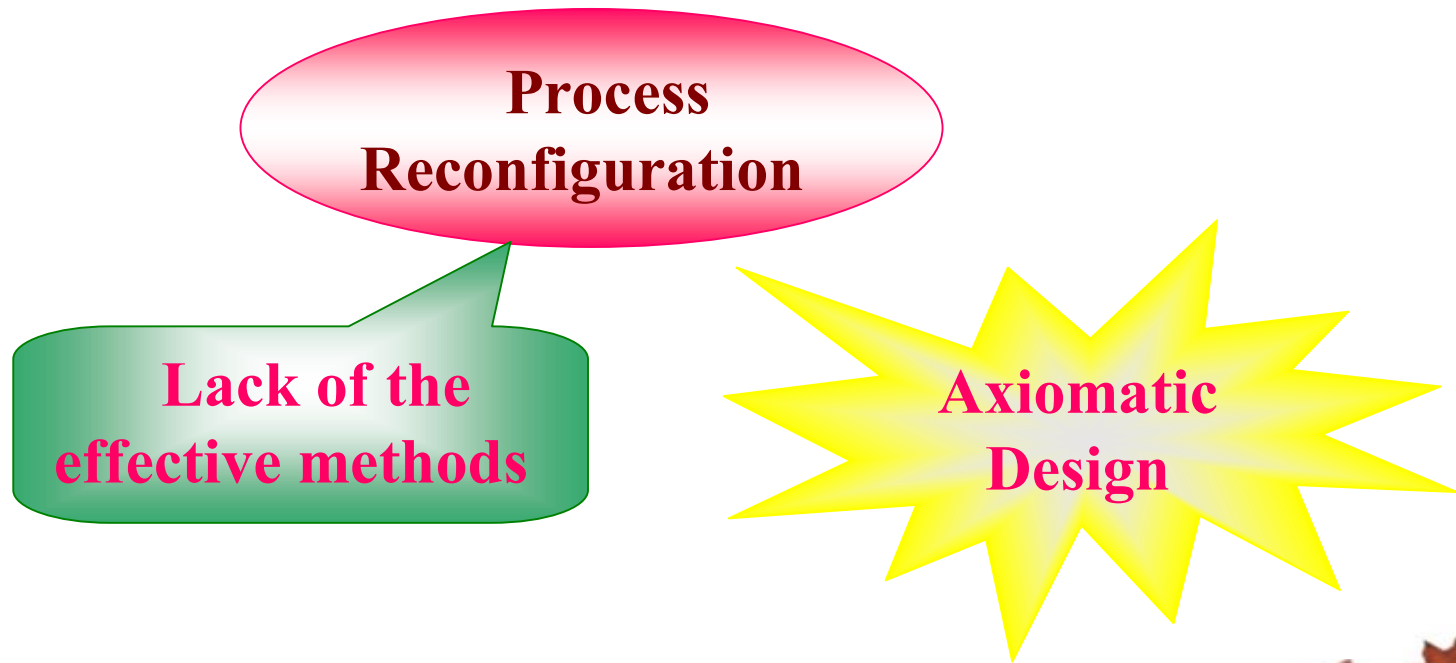 Process
Reconfiguration
Lack of the
effective methods
Axiomatic
Design